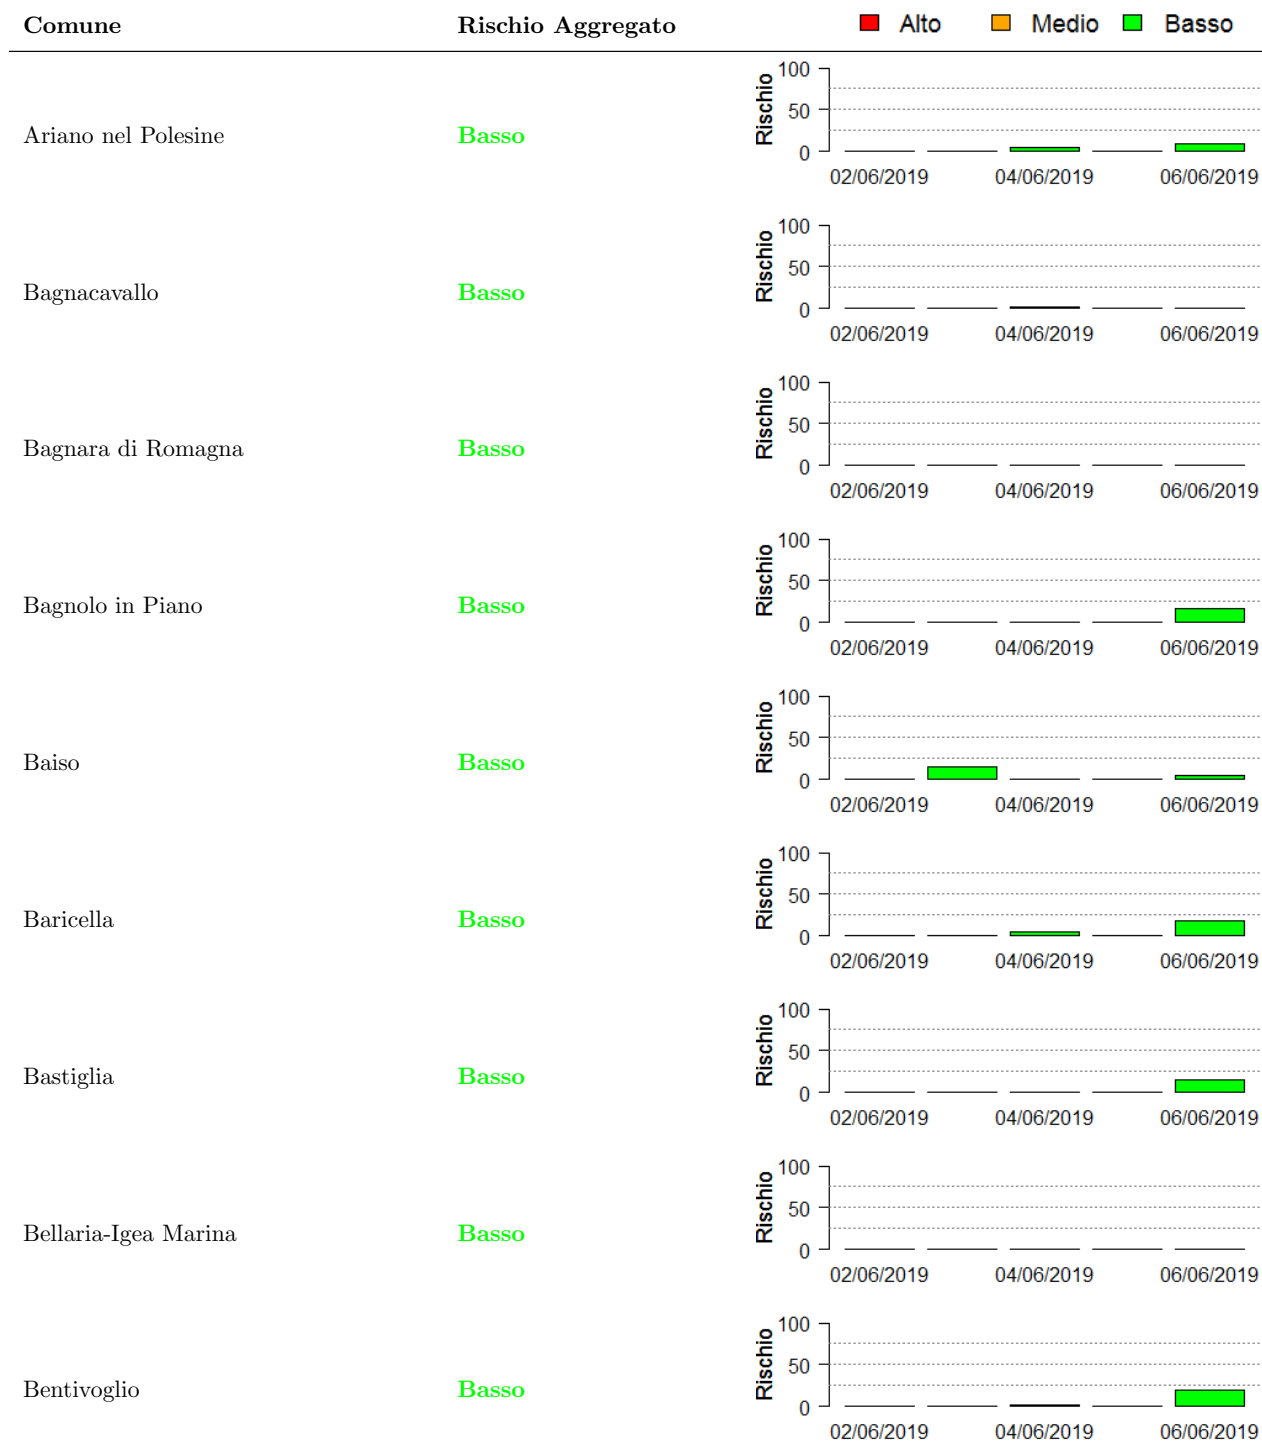 Comune Rischio Aggregato Alto Medio Basso
100
50
0
Rischio
Ariano nel Polesine Basso
02/06/2019 04/06/2019 06/06/2019
100
50
0
Rischio
Bagnacavallo Basso
02/06/2019 04/06/2019 06/06/2019
100
50
0
Rischio
Bagnara di Romagna Basso
02/06/2019 04/06/2019 06/06/2019
100
50
0
Rischio
Bagnolo in Piano Basso
02/06/2019 04/06/2019 06/06/2019
100
50
0
Rischio
Baiso Basso
02/06/2019 04/06/2019 06/06/2019
100
50
0
Rischio
Baricella Basso
02/06/2019 04/06/2019 06/06/2019
100
50
0
Rischio
Bastiglia Basso
02/06/2019 04/06/2019 06/06/2019
100
50
0
Rischio
Bellaria-Igea Marina Basso
02/06/2019 04/06/2019 06/06/2019
100
50
0
Rischio
Bentivoglio Basso
02/06/2019 04/06/2019 06/06/2019